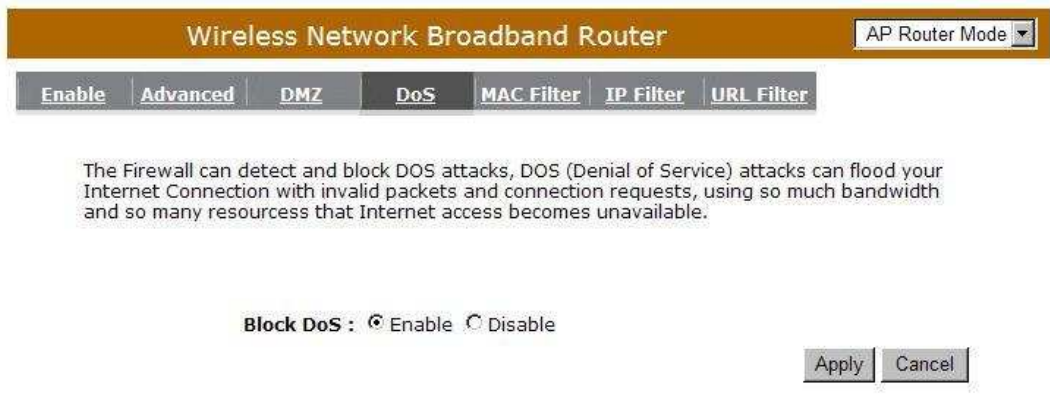 Wireless Network Broadband Router
AP Router Mode
Enable Advanced DMZ DoS MAC Filter IP Filter URL Filter
The Firewall can detect and block DOS attacks, DOS (Denial of Service) attacks can flood your
Internet Connection with invalid packets and connection requests, using so much bandwidth
and so many resourcess that Internet access becomes unavailable.
Block DoS : Enable Disable
Apply Cancel